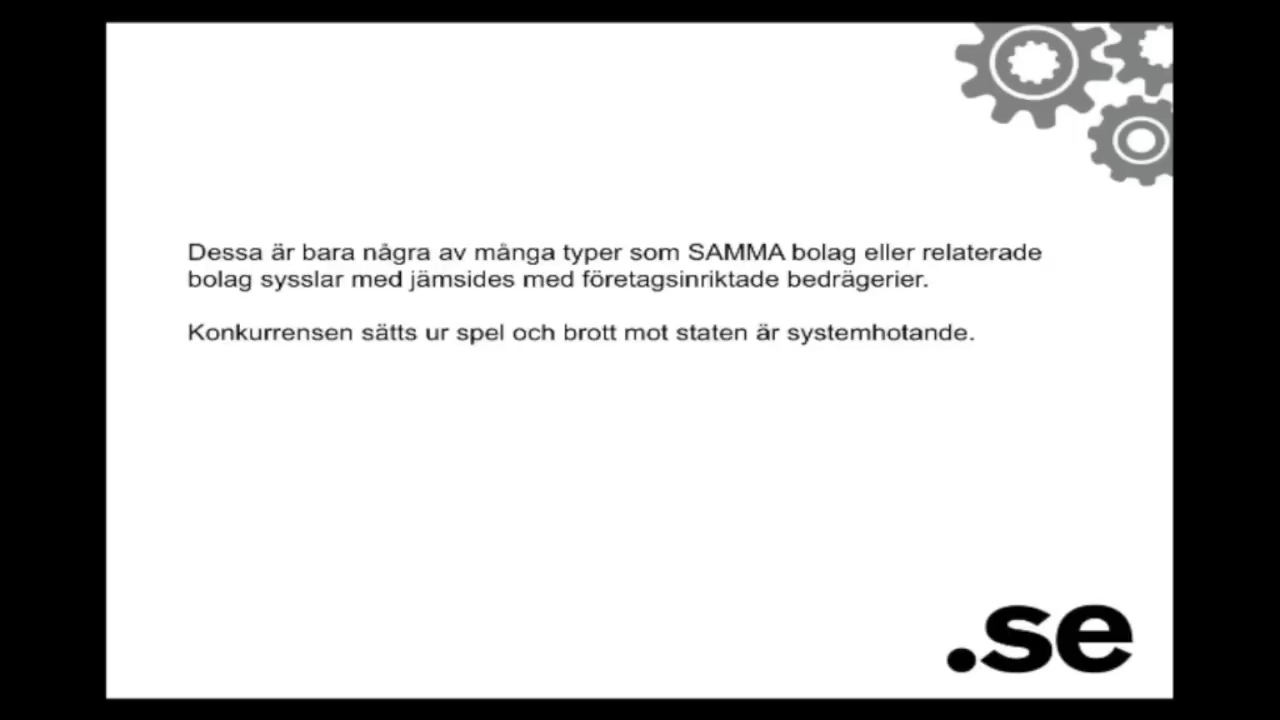 Dessa är bara några av många typer som SAMMA bolag eller relaterade
bolag sysslar med jämsides med företagsinriktade bedrägerier.
Konkurrensen sätts ur spel och brott mot staten är systemhotande.
.se